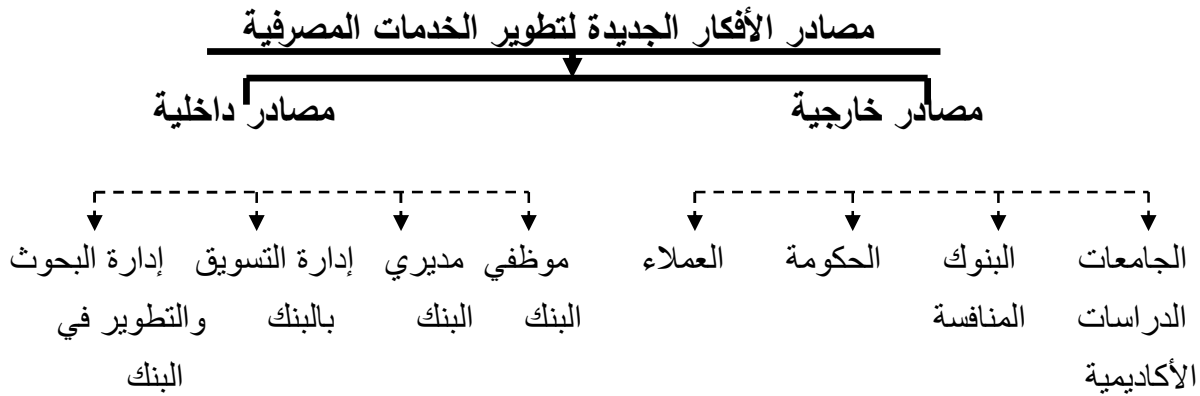 مصادر الأفكار الجديدة لتطوير الخدمات المصرفية
مصادر خارجية مصادر داخلية
الجامعات البنوك الحكومة العملاء موظفي مديري إدارة التسويق إدارة البحوث
الدراسات المنافسة البنك البنك بالبنك والتطوير في
الأكاديمية البنك